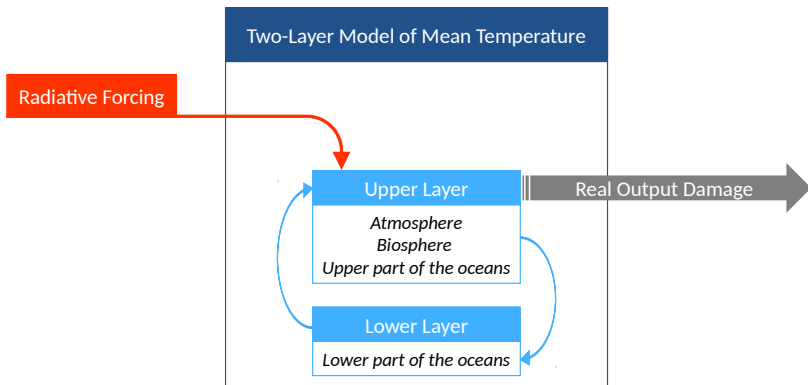 Two-Layer Model of Mean Temperature
Radiative Forcing
Upper Layer
Real Output Damage
Atmosphere
Biosphere
Upper part of the oceans
Lower Layer
Lower part of the oceans